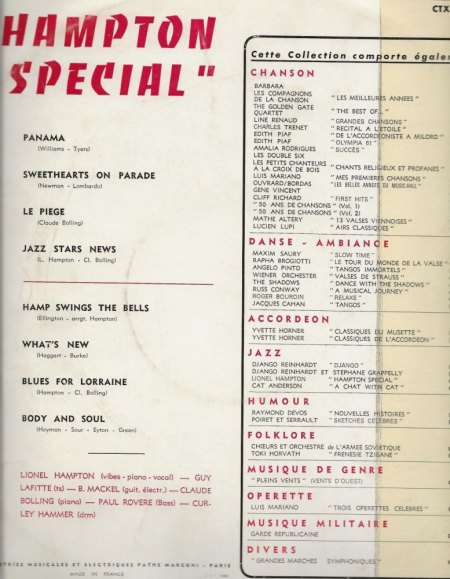 HAMPTON
SPECIAL"
PANAMA
(Williams - Tyers)
SWEETHEARTS ON PARADE
(Newman - Lombardo)
LE PIEGE
(Claude Bolling)
JAZZ STARS NEWS
(L. Hampton - Cl. Bolling)
HAMP SWINGS THE BELLS
(Ellington - arrgt. Hampton)
WHAT'S NEW
(Haggart - Burke)
BLUES FOR LORRAINE
(Hampton - Cl. Bolling)
BODY AND SOUL
(Heyman - Sour - Eyton - Green)
LIONEL HAMPTON (vibes - piano - vocal) — GUY
LAFITTE (ts) — B. MACKEL (guit. électr.) — CLAUDE
BOLLING (piano) — PAUL ROVERE (Bass) — CUR-
LEY HAMMER (drm)
TRIES MUSICALES ET ELECTRIQUES PATHE MARCONI - PARIS
MADE IN FRANCE
CTX
Cette Collection comporte égalem
CHANSON
BARBARA
LES COMPAGNONS
DE LA CHANSON "LES MEILLEURES ANNEES"
THE GOLDEN GATE
QUARTET "THE BEST OF..."
LINE RENAUD "GRANDES CHANSONS"
CHARLES TRENET "RECITAL A L'ETOILE"
EDITH PIAF "DE L'ACCORDEONISTE A MILORD"
EDITH PIAF "OLYMPIA 61"
AMALIA RODRIGUES "SUCCES"
LES DOUBLE SIX
LES PETITS CHANTEURS
A LA CROIX DE BOIS "CHANTS RELIGIEUX ET PROFANES"
LUIS MARIANO "MES PREMIERES CHANSONS"
OUVRARD/BORDAS "LES BELLES ANNEES DU MUSIC-HALL"
GENE VINCENT
CLIFF RICHARD "FIRST HITS"
"50 ANS DE CHANSONS" (Vol. 1)
"50 ANS DE CHANSONS" (Vol. 2)
MATHE ALTERY "13 VALSES VIENNOISES"
LUCIEN LUPI "AIRS CLASSIQUES"
DANSE - AMBIANCE
MAXIM SAURY "SLOW TIME"
RAPHA BROGIOTTI "LE TOUR DU MONDE DE LA VALSE"
ANGELO PINTO "TANGOS IMMORTELS"
WIENER ORCHESTER "VALSES DE STRAUSS"
THE SHADOWS "DANCE WITH THE SHADOWS"
RUSS CONWAY "A MUSICAL JOURNEY"
ROGER BOURDIN "RELAXE"
JACQUES CAHAN "TANGOS"
ACCORDEON
YVETTE HORNER "CLASSIQUES DU MUSETTE"
YVETTE HORNER "CLASSIQUES DE L'ACCORDEON"
JAZZ
DJANGO REINHARDT "DJANGO"
DJANGO REINHARDT ET STEPHANE GRAPPELLY
LIONEL HAMPTON "HAMPTON SPECIAL"
CAT ANDERSON "A CHAT WITH CAT"
HUMOUR
RAYMOND DEVOS "NOUVELLES HISTOIRES"
POIRET ET SERRAULT "SKETCHES CELEBRES"
FOLKLORE
CHŒURS ET ORCHESTRE de L'ARMEE SOVIETIQUE
TOKI HORVATH "FRENESIE TZIGANE"
MUSIQUE DE GENRE
"PLEINS VENTS" (VENTS D'OUEST)
OPERETTE
LUIS MARIANO "TROIS OPERETTES CELEBRES"
MUSIQUE MILITAIRE
GARDE REPUBLICAINE
DIVERS
"GRANDES MARCHES SYMPHONIQUES"